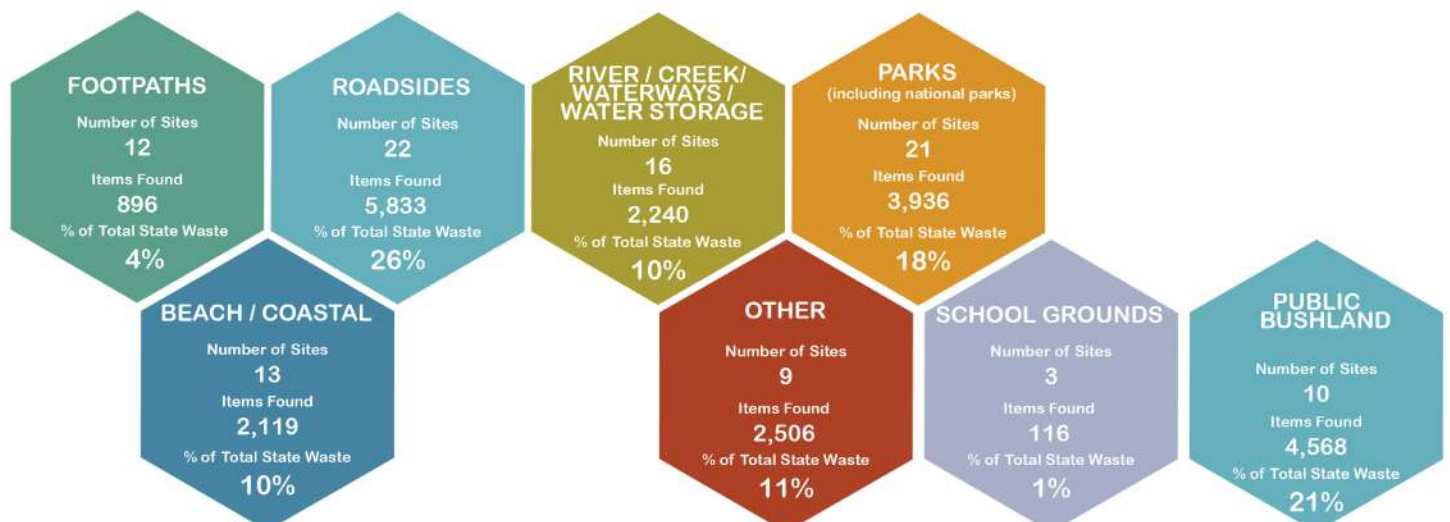 FOOTPATHS
Number of Sites
12
Items Found
896
% of Total State Waste
4%
ROADSIDES
Number of Sites
22
Items Found
5,833
% of Total State Waste
26%
RIVER / CREEK/
WATERWAYS /
WATER STORAGE
Number of Sites
16
Items Found
2,240
% of Total State Waste
10%
PARKS
(including national parks)
Number of Sites
21
Items Found
3,936
% of Total State Waste
18%
BEACH / COASTAL
Number of Sites
13
Items Found
2,119
% of Total State Waste
10%
OTHER
Number of Sites
9
Items Found
2,506
% of Total State Waste
11%
SCHOOL GROUNDS
Number of Sites
3
Items Found
116
% of Total State Waste
1%
PUBLIC
BUSHLAND
Number of Sites
10
Items Found
4,568
% of Total State Waste
21%